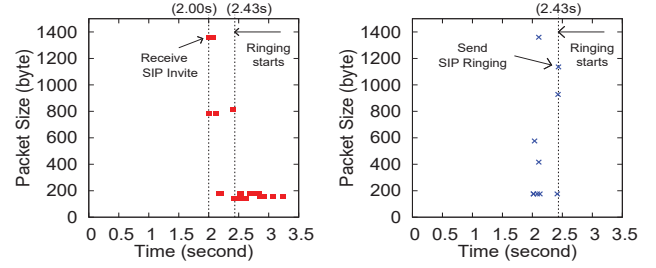 (2.00s) (2.43s)
1400
1200
1000
800
600
400
200
0
Packet Size (byte)
Receive
SIP Invite
Ringing
starts
0 0.5 1 1.5 2 2.5 3 3.5
Time (second)
(2.43s)
1400
1200
1000
800
600
400
200
0
Packet Size (byte)
Send
SIP Ringing
Ringing
starts
0 0.5 1 1.5 2 2.5 3 3.5
Time (second)